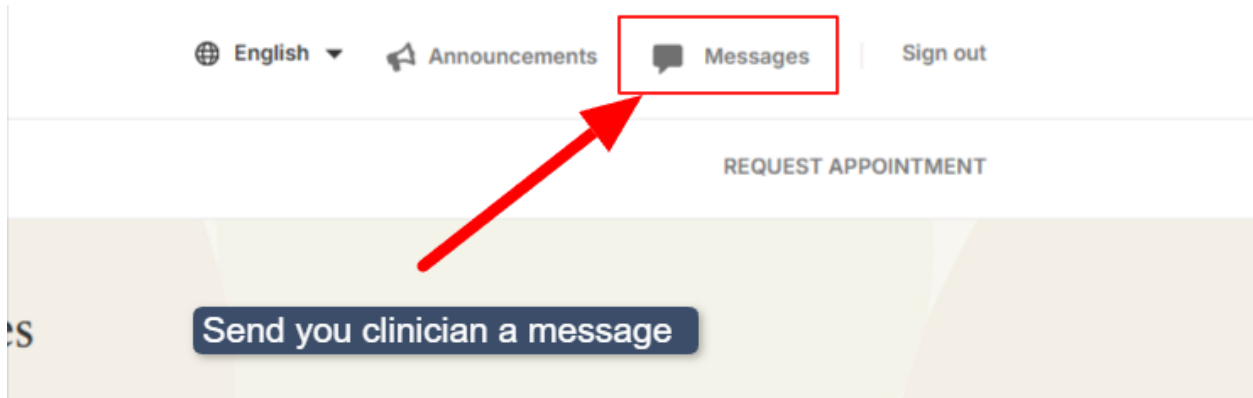 English Announcements Messages Sign out
REQUEST APPOINTMENT
es
Send you clinician a message